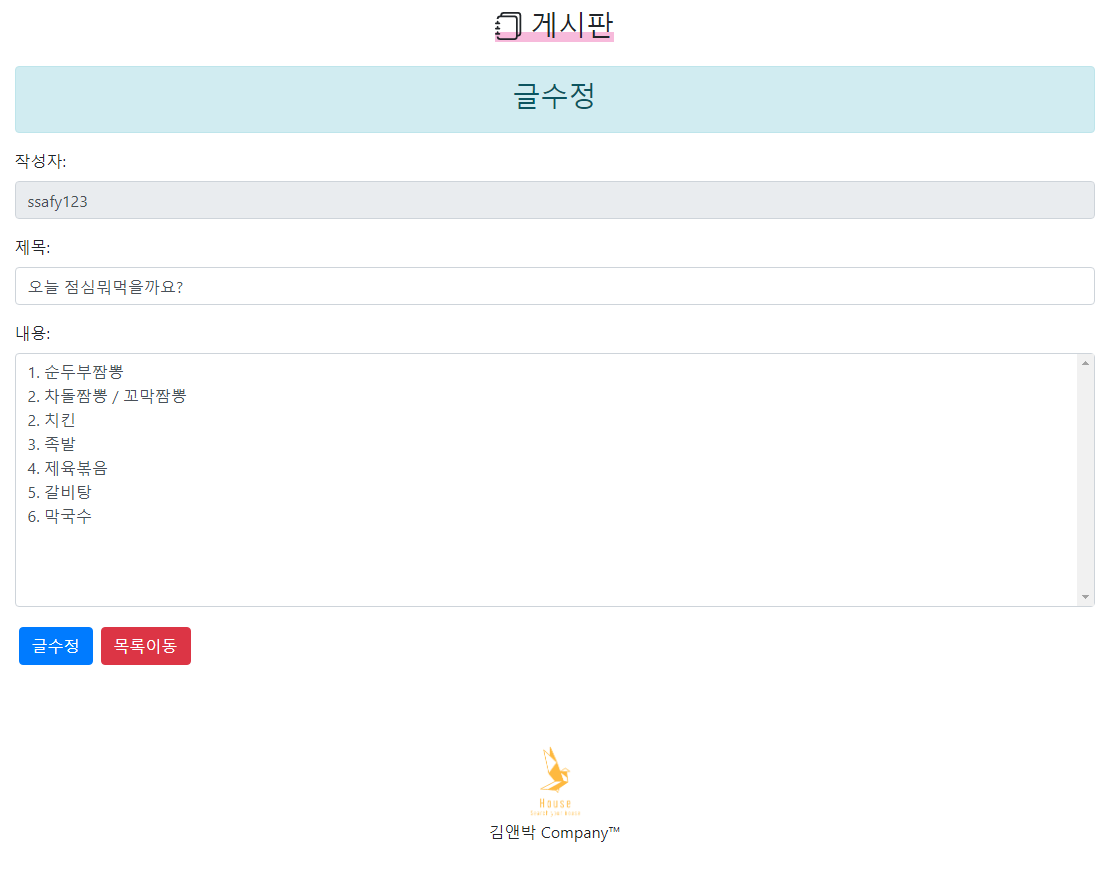 게시판
글수정
작성자:
ssafy123
제목:
오늘 점심뭐먹을까요?
내용:
1. 순두부짬뽕
2. 차돌짬뽕 / 꼬막짬뽕
2. 치킨
3. 족발
4. 제육볶음
5. 갈비탕
6. 막국수
글수정 목록이동
House
김앤박 Company™